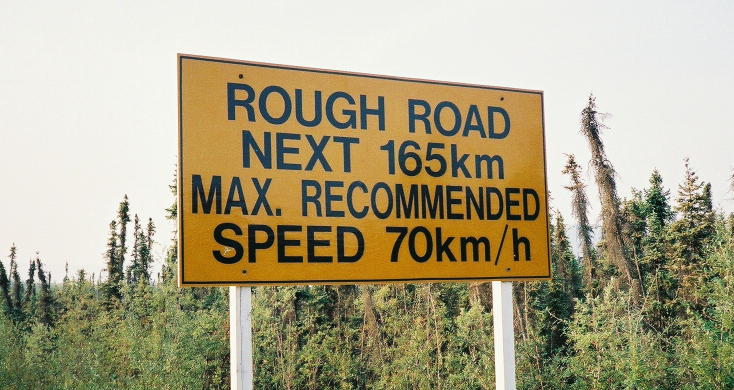 ROUGH ROAD
NEXT 165km
MAX. RECOMMENDED
SPEED 70km/h